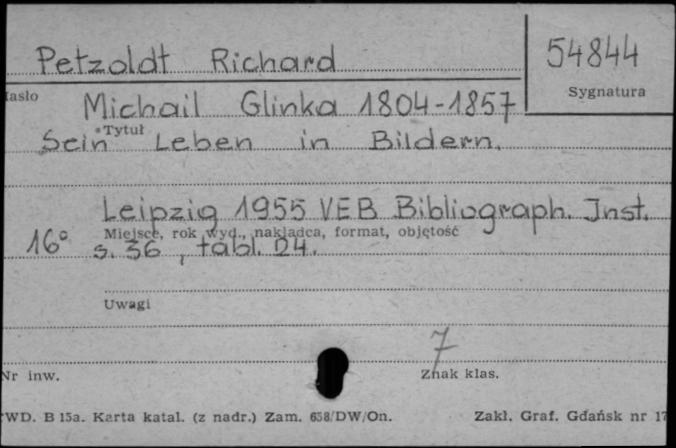 Petzoldt Richard
54844
Sygnatura
Hasło
Michail Glinka 1804-1857
Tytuł
Sein Leben in Bildern.
Leipzig 1955 VEB Bibliograph. Inst.
Miejsce, rok wyd., nakładca, format, objętość
16° s. 36, tabl. 24.
Uwagi
7
Nr inw.
Znak klas.
WD. B 15a. Karta katal. (z nadr.) Zam. 658/DW/On.
Zakl. Graf. Gdańsk nr 17